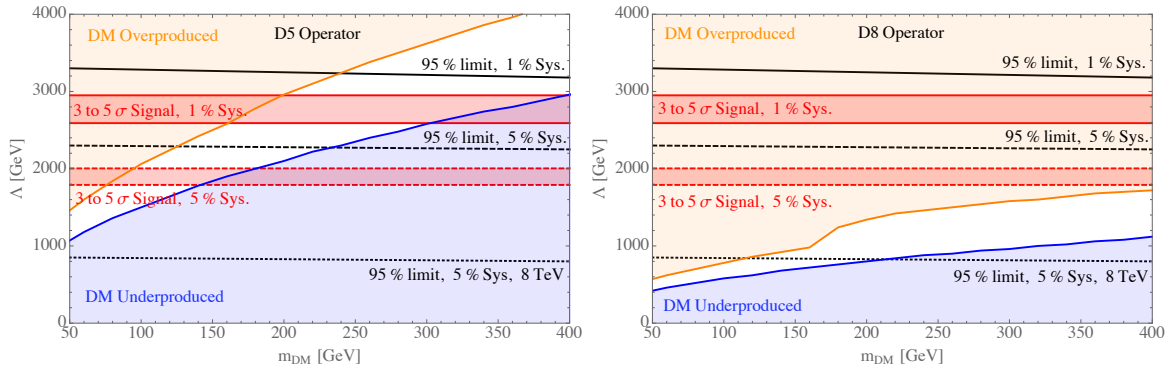 DM Overproduced
D5 Operator
95 % limit, 1 % Sys.
3 to 5 σ Signal, 1 % Sys.
95 % limit, 5 % Sys.
3 to 5 σ Signal, 5 % Sys.
95 % limit, 5 % Sys, 8 TeV
DM Underproduced
4000
3000
2000
1000
0
Λ [GeV]
50
100
150
200
250
300
350
400
m_DM [GeV]
DM Overproduced
D8 Operator
95 % limit, 1 % Sys.
3 to 5 σ Signal, 1 % Sys.
95 % limit, 5 % Sys.
3 to 5 σ Signal, 5 % Sys.
95 % limit, 5 % Sys, 8 TeV
DM Underproduced
4000
3000
2000
1000
0
Λ [GeV]
50
100
150
200
250
300
350
400
m_DM [GeV]